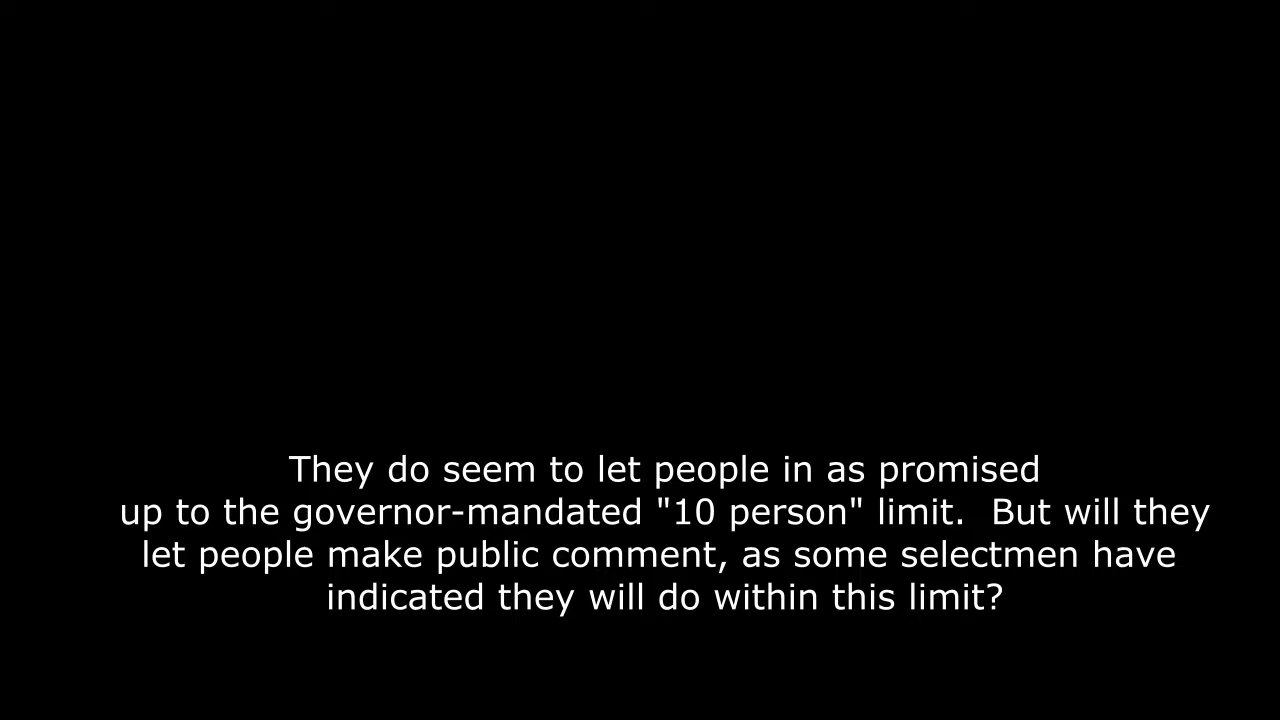 They do seem to let people in as promised
up to the governor-mandated "10 person" limit.  But will they
let people make public comment, as some selectmen have
indicated they will do within this limit?